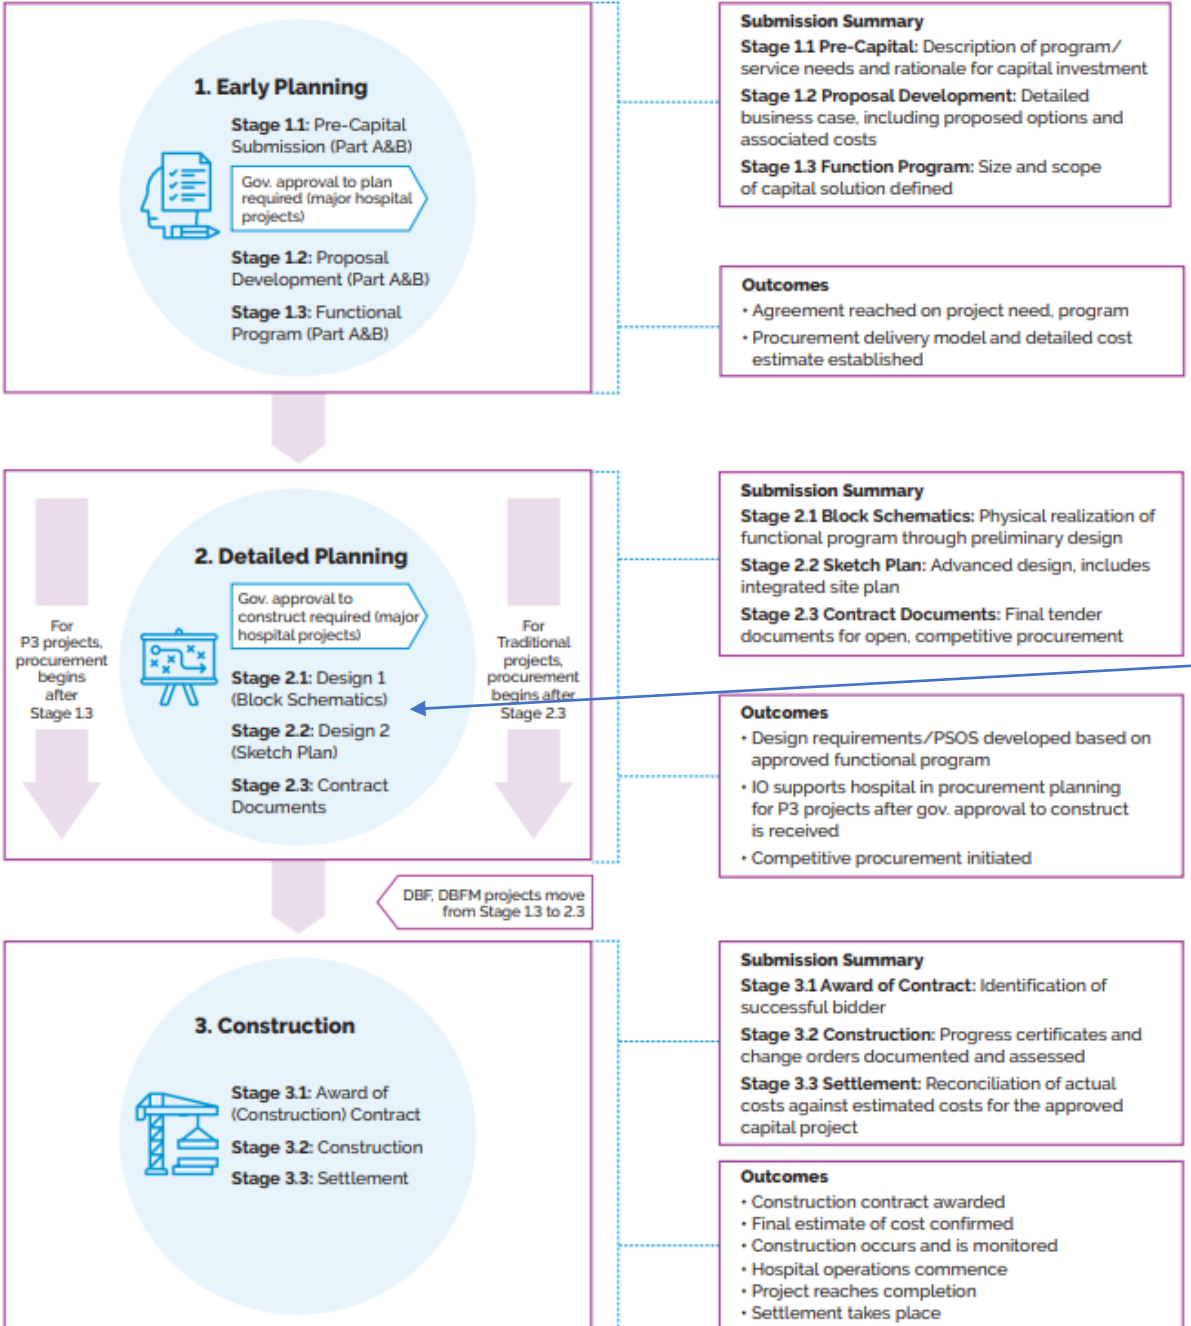 1. Early Planning
Stage 1.1: Pre-Capital
Submission (Part A&B)
Gov. approval to plan
required (major hospital
projects)
Stage 1.2: Proposal
Development (Part A&B)
Stage 1.3: Functional
Program (Part A&B)
Submission Summary
Stage 1.1 Pre-Capital: Description of program/
service needs and rationale for capital investment
Stage 1.2 Proposal Development: Detailed
business case, including proposed options and
associated costs
Stage 1.3 Function Program: Size and scope
of capital solution defined
Outcomes
• Agreement reached on project need, program
• Procurement delivery model and detailed cost
estimate established
For
P3 projects,
procurement
begins
after
Stage 1.3
2. Detailed Planning
Gov. approval to
construct required (major
hospital projects)
Stage 2.1: Design 1
(Block Schematics)
Stage 2.2: Design 2
(Sketch Plan)
Stage 2.3: Contract
Documents
For
Traditional
projects,
procurement
begins after
Stage 2.3
Submission Summary
Stage 2.1 Block Schematics: Physical realization of
functional program through preliminary design
Stage 2.2 Sketch Plan: Advanced design, includes
integrated site plan
Stage 2.3 Contract Documents: Final tender
documents for open, competitive procurement
Outcomes
• Design requirements/PSOS developed based on
approved functional program
• IO supports hospital in procurement planning
for P3 projects after gov. approval to construct
is received
• Competitive procurement initiated
DBF, DBFM projects move
from Stage 1.3 to 2.3
3. Construction
Stage 3.1: Award of
(Construction) Contract
Stage 3.2: Construction
Stage 3.3: Settlement
Submission Summary
Stage 3.1 Award of Contract: Identification of
successful bidder
Stage 3.2 Construction: Progress certificates and
change orders documented and assessed
Stage 3.3 Settlement: Reconciliation of actual
costs against estimated costs for the approved
capital project
Outcomes
• Construction contract awarded
• Final estimate of cost confirmed
• Construction occurs and is monitored
• Hospital operations commence
• Project reaches completion
• Settlement takes place